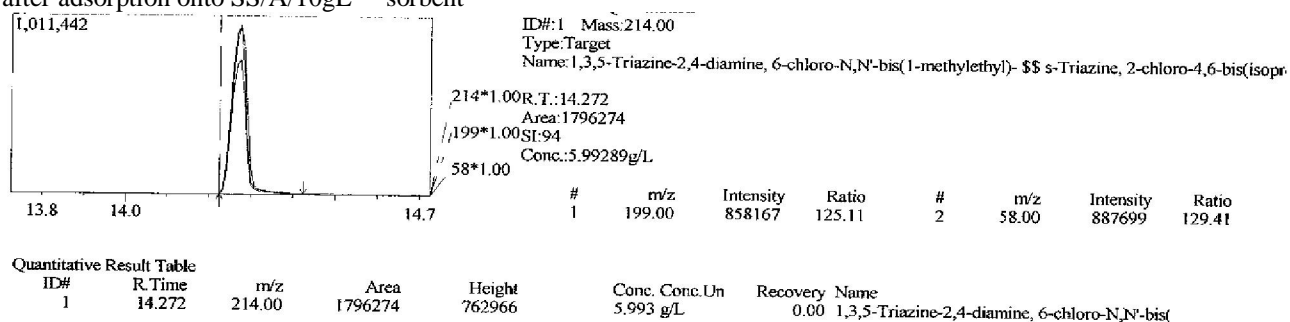 after adsorption onto SS/A/10gL⁻¹ sorbent
1,011,442
214*1.00
199*1.00
58*1.00
13.8 14.0 14.7
ID#:1 Mass:214.00
Type:Target
Name:1,3,5-Triazine-2,4-diamine, 6-chloro-N,N'-bis(1-methylethyl)- $$ s-Triazine, 2-chloro-4,6-bis(isopr
R.T.:14.272
Area:1796274
SI:94
Conc.:5.99289g/L
# m/z Intensity Ratio # m/z Intensity Ratio
1 199.00 858167 125.11 2 58.00 887699 129.41
Quantitative Result Table
ID# R.Time m/z Area Height Conc. Conc.Un Recovery Name
1 14.272 214.00 1796274 762966 5.993 g/L 0.00 1,3,5-Triazine-2,4-diamine, 6-chloro-N,N'-bis(